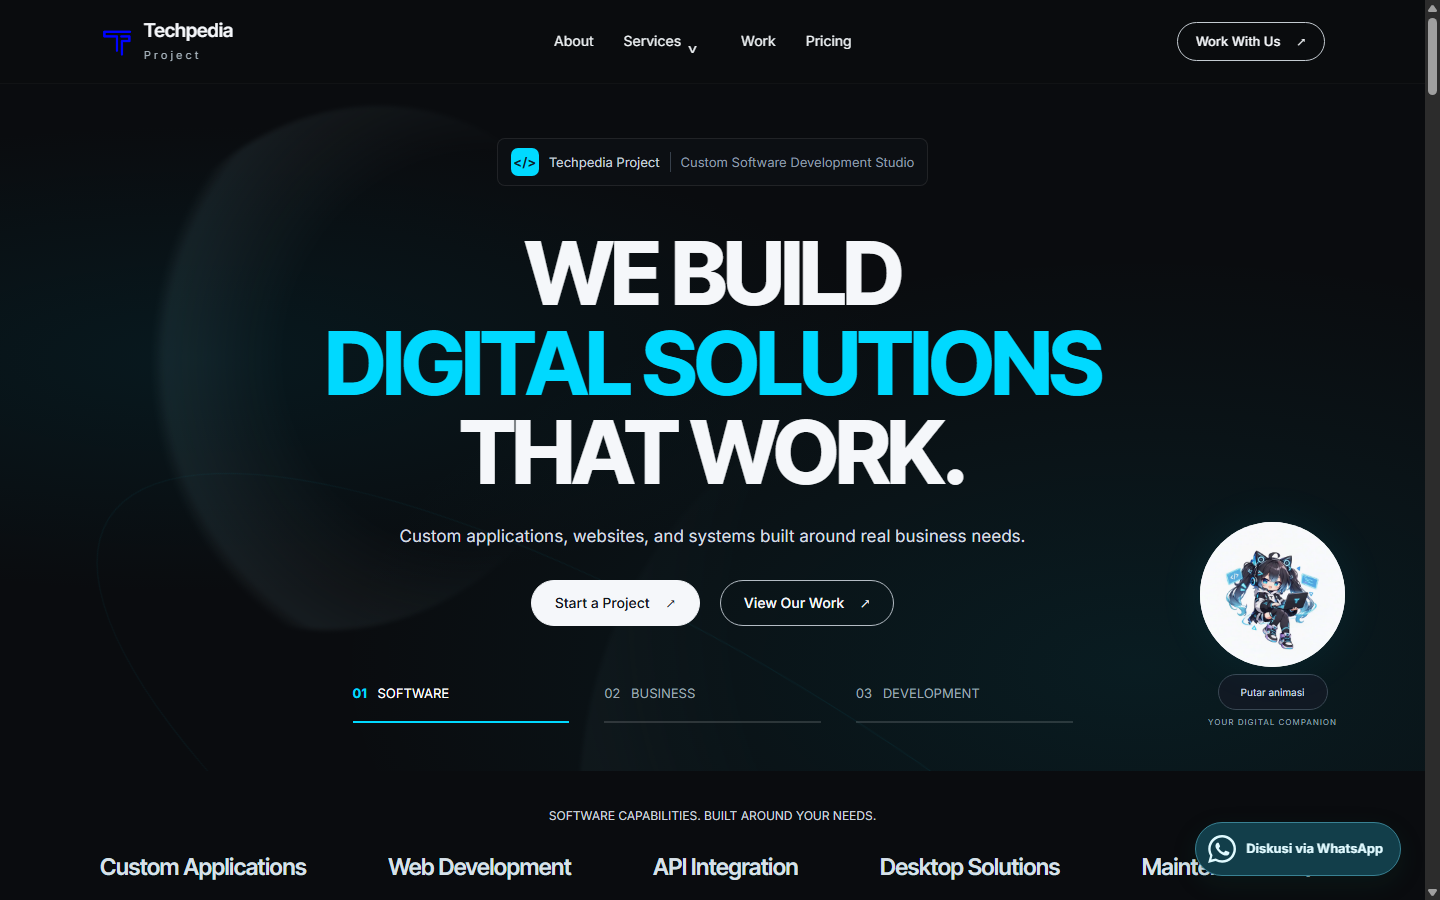 Techpedia
Project
About
Services
Work
Pricing
Work With Us
</> Techpedia Project Custom Software Development Studio
WE BUILD
DIGITAL SOLUTIONS
THAT WORK.
Custom applications, websites, and systems built around real business needs.
Start a Project
View Our Work
01 SOFTWARE
02 BUSINESS
03 DEVELOPMENT
Putar animasi
YOUR DIGITAL COMPANION
SOFTWARE CAPABILITIES. BUILT AROUND YOUR NEEDS.
Custom Applications
Web Development
API Integration
Desktop Solutions
Diskusi via WhatsApp